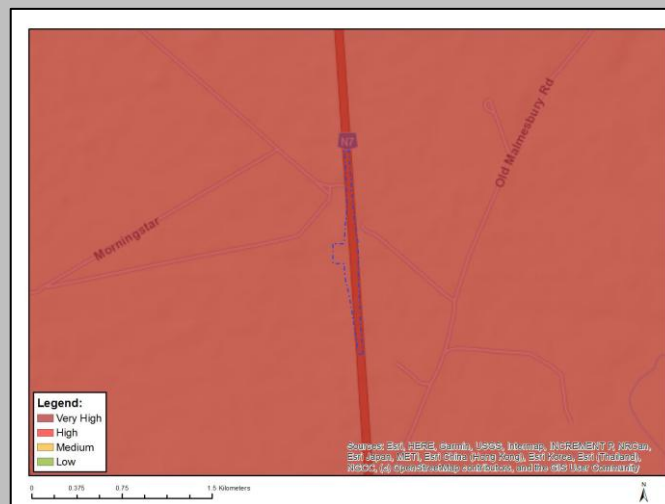 N7
Old Malmesbury Rd
Morningstar
Legend:
Very High
High
Medium
Low
Sources: Esri, HERE, Garmin, USGS, Intermap, INCREMENT P, NRCan,
Esri Japan, METI, Esri China (Hong Kong), Esri Korea, Esri (Thailand),
NGCC, (c) OpenStreetMap contributors, and the GIS User Community
0 0.375 0.75 1.5 Kilometers
N